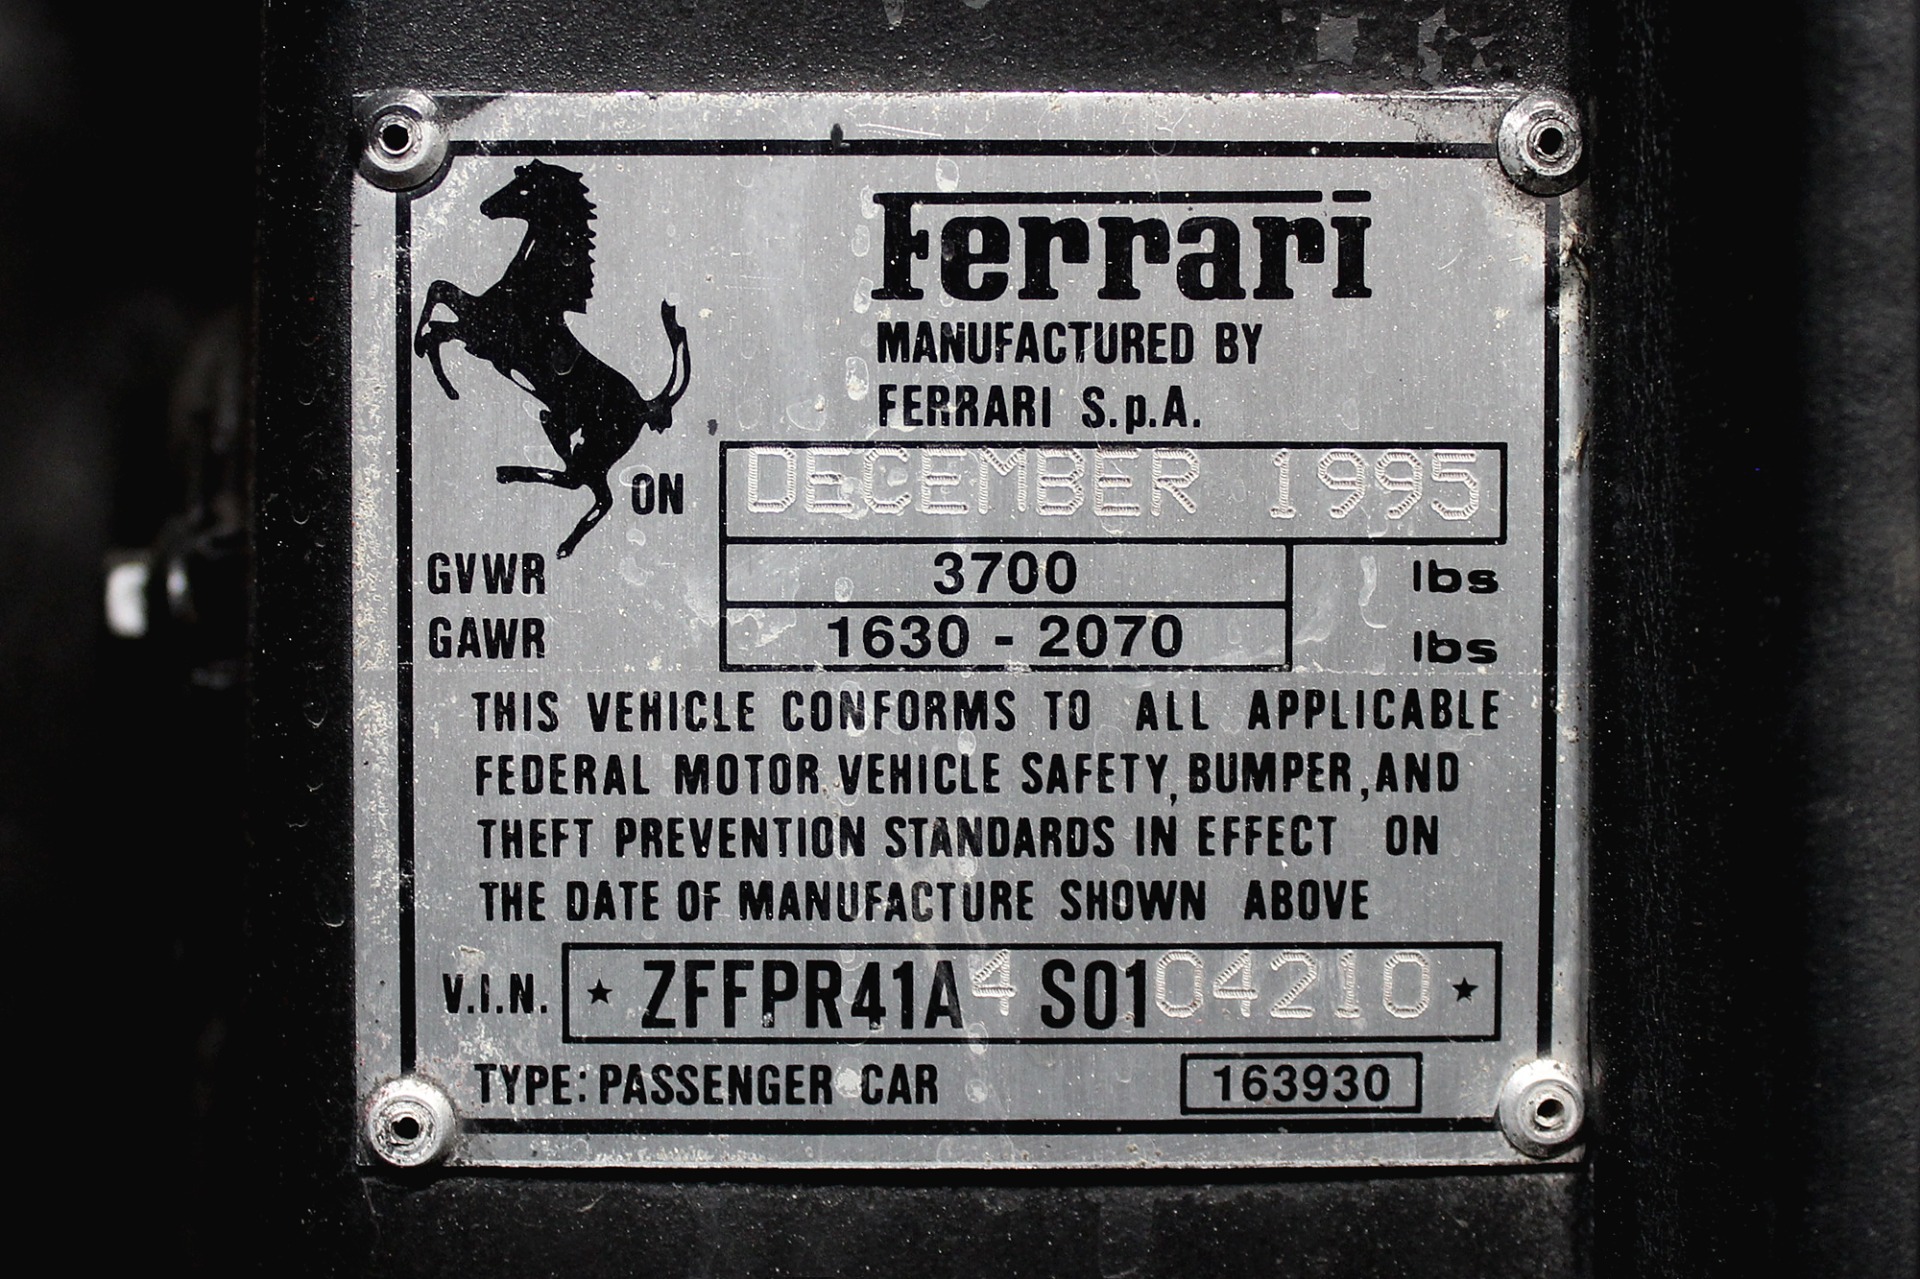 Ferrari
MANUFACTURED BY
FERRARI S.p.A.
ON DECEMBER 1995
GVWR 3700 lbs
GAWR 1630 - 2070 lbs
THIS VEHICLE CONFORMS TO ALL APPLICABLE
FEDERAL MOTOR VEHICLE SAFETY, BUMPER, AND
THEFT PREVENTION STANDARDS IN EFFECT ON
THE DATE OF MANUFACTURE SHOWN ABOVE
V.I.N. ★ ZFFPR41A4 S0104210 ★
TYPE: PASSENGER CAR 163930